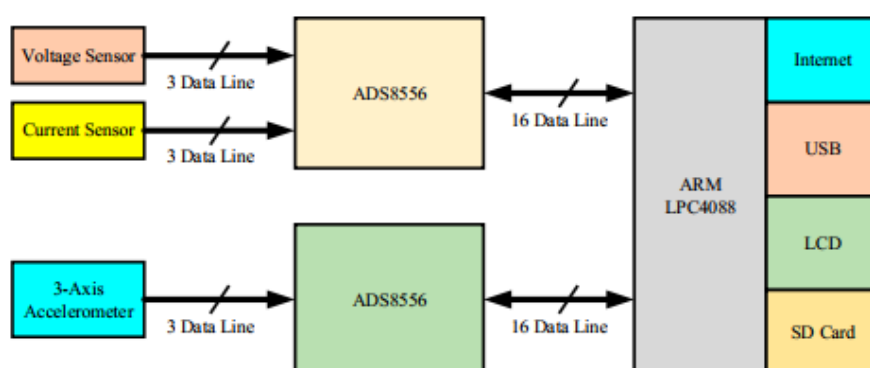 Voltage Sensor
3 Data Line
Current Sensor
3 Data Line
ADS8556
16 Data Line
3-Axis
Accelerometer
3 Data Line
ADS8556
16 Data Line
ARM
LPC4088
Internet
USB
LCD
SD Card